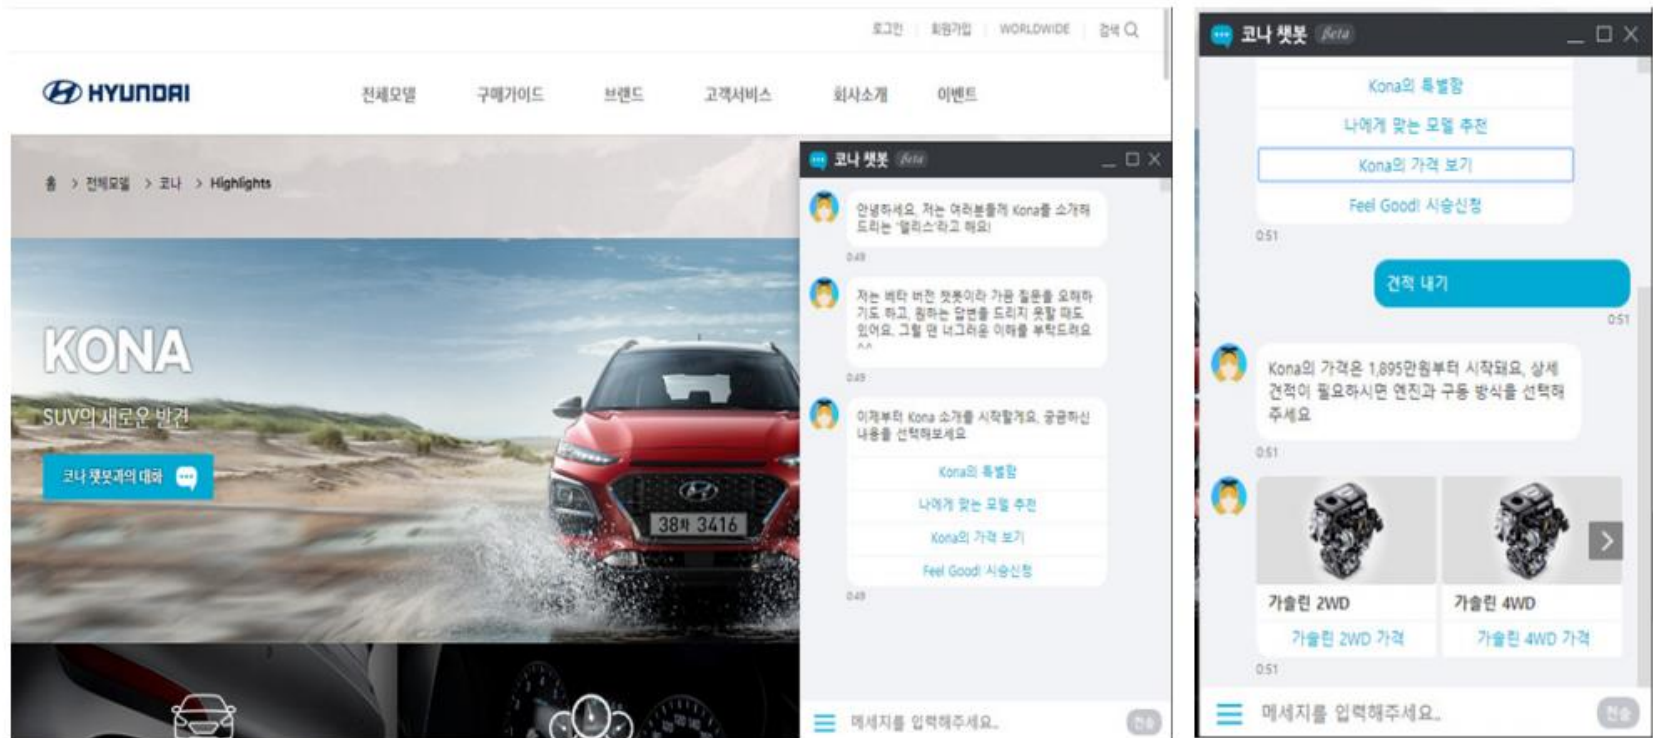 로그인 회원가입 WORLDWIDE 검색
HYUNDAI
전체모델 구매가이드 브랜드 고객서비스 회사소개 이벤트
홈 > 전체모델 > 코나 > Highlights
KONA
SUV의 새로운 발견
코나 챗봇과의 대화
38 3416
코나 챗봇 Beta
안녕하세요, 저는 여러분들께 Kona를 소개해
드리는 '앨리스'라고 해요!
0:49
저는 베타 버전 챗봇이라 가끔 질문을 오해하
기도 하고, 원하는 답변을 드리지 못할 때도
있어요. 그럴 땐 너그러운 이해를 부탁드려요
^^
0:49
이제부터 Kona 소개를 시작할게요, 궁금하신
내용을 선택해보세요
Kona의 특별함
나에게 맞는 모델 추천
Kona의 가격 보기
Feel Good! 시승신청
0:49
메세지를 입력해주세요..
전송
코나 챗봇 Beta
Kona의 특별함
나에게 맞는 모델 추천
Kona의 가격 보기
Feel Good! 시승신청
0:51
견적 내기
0:51
Kona의 가격은 1,895만원부터 시작돼요, 상세
견적이 필요하시면 엔진과 구동 방식을 선택해
주세요
0:51
가솔린 2WD 가솔린 4WD
가솔린 2WD 가격 가솔린 4WD 가격
0:51
메세지를 입력해주세요..
전송